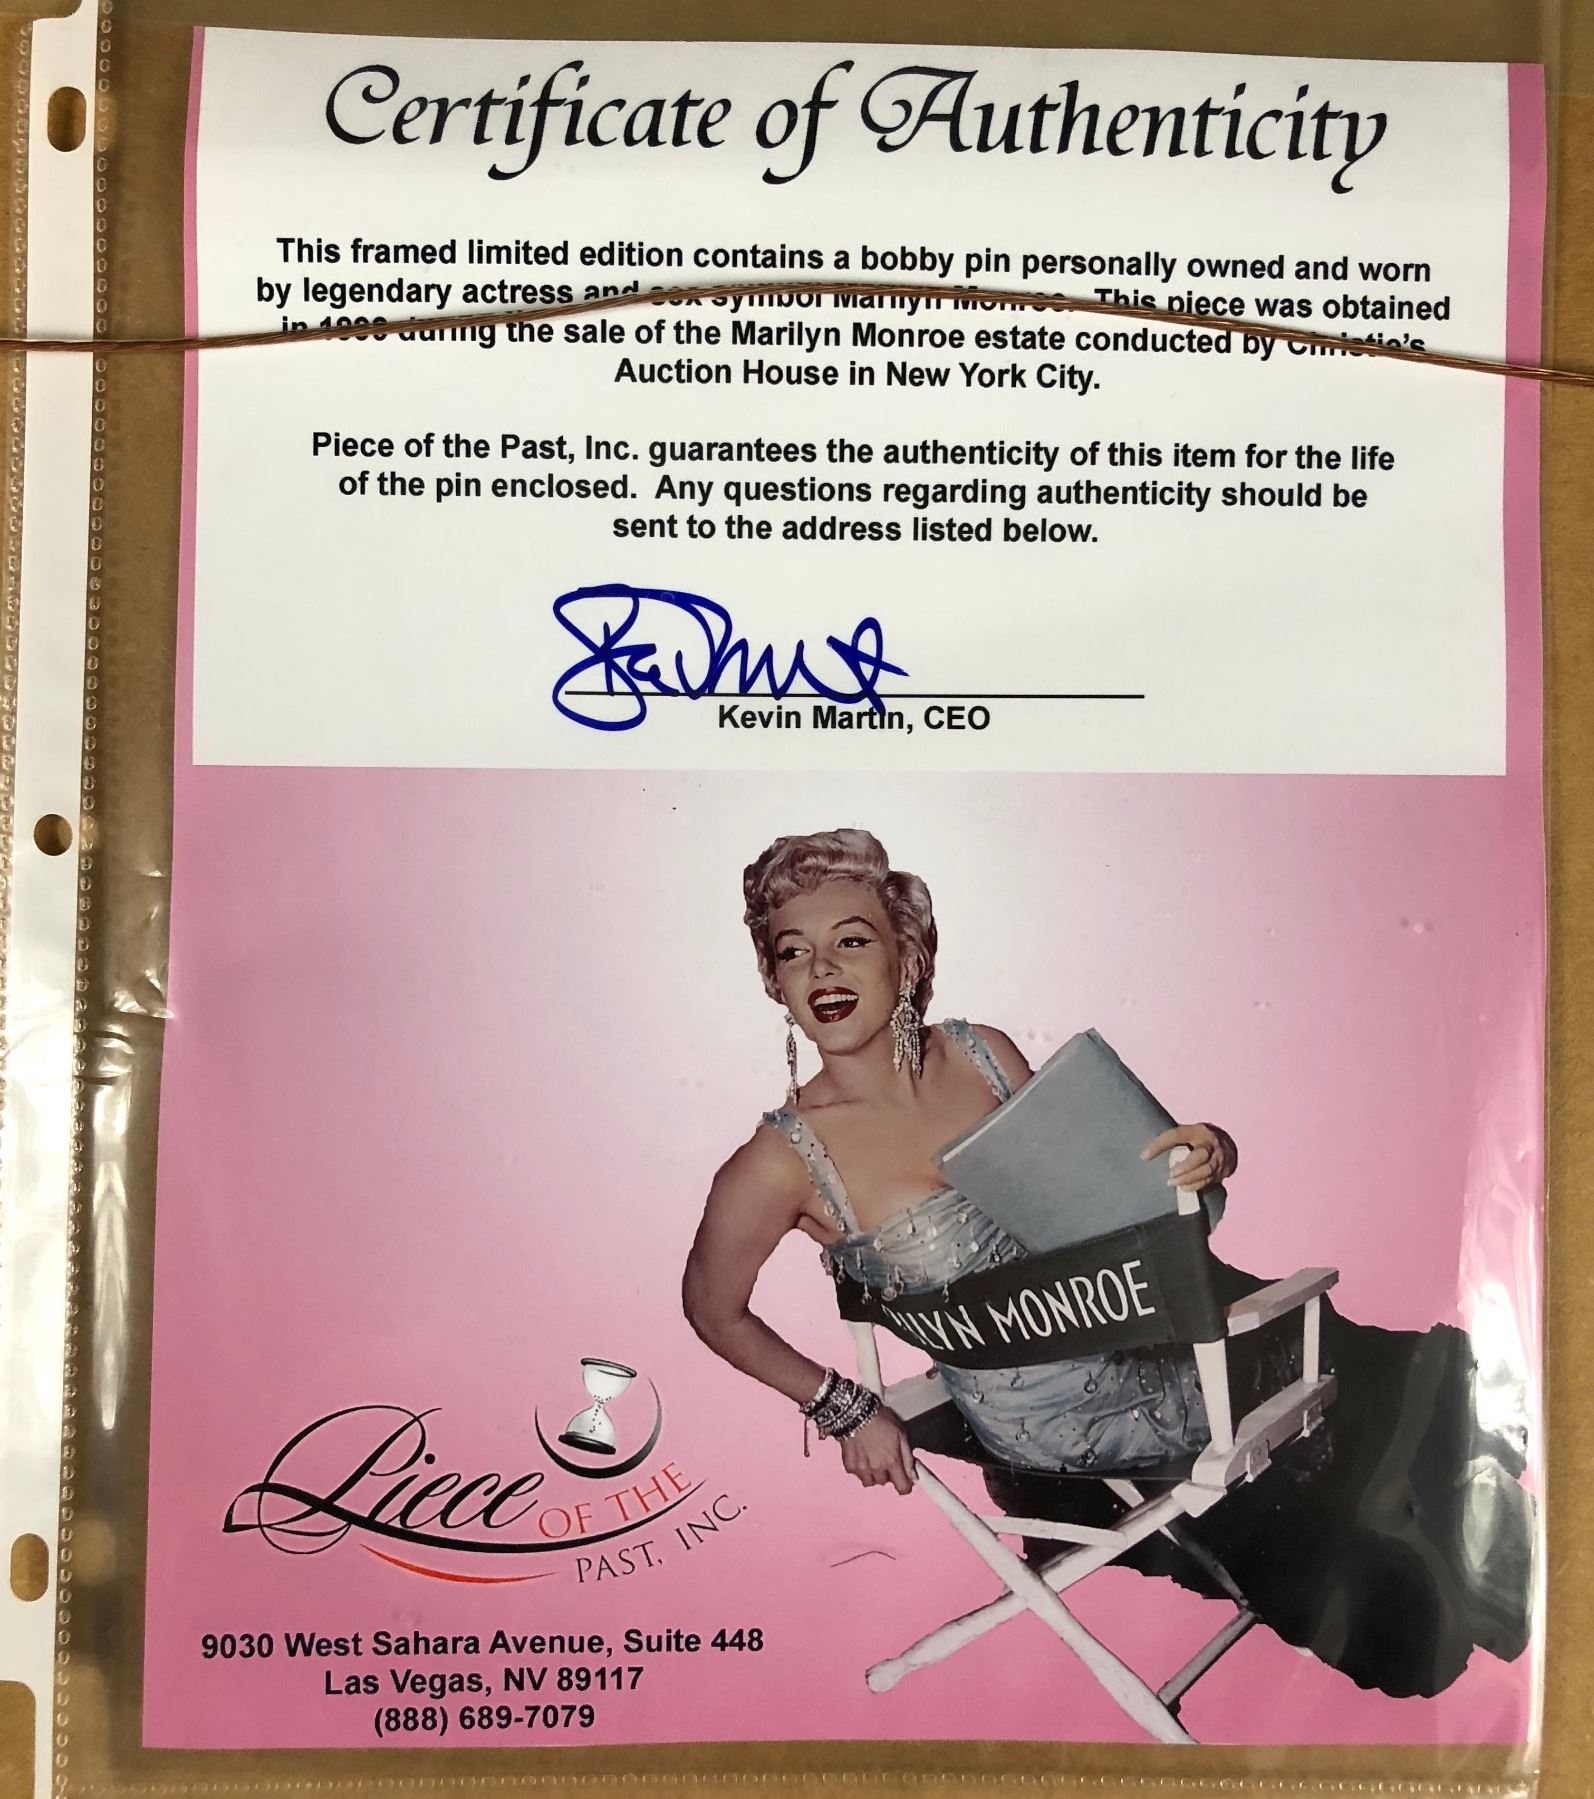 Certificate of Authenticity
This framed limited edition contains a bobby pin personally owned and worn
by legendary actress and sex symbol Marilyn Monroe. This piece was obtained
in during the sale of the Marilyn Monroe estate conducted by Christie's
Auction House in New York City.
Piece of the Past, Inc. guarantees the authenticity of this item for the life
of the pin enclosed. Any questions regarding authenticity should be
sent to the address listed below.
Kevin Martin, CEO
LYN MONROE
Piece OF THE
PAST, INC.
9030 West Sahara Avenue, Suite 448
Las Vegas, NV 89117
(888) 689-7079